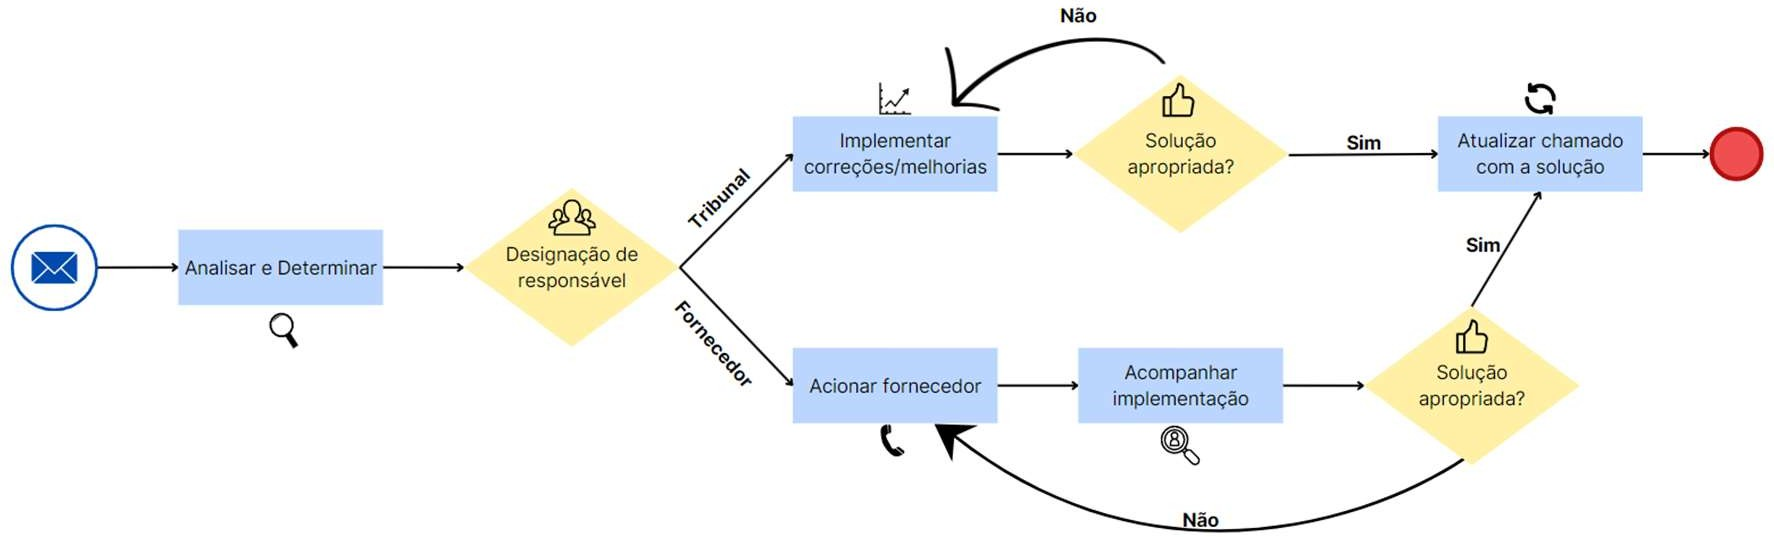 Não
Implementar
correções/melhorias
Solução
apropriada?
Sim
Atualizar chamado
com a solução
Tribunal
Analisar e Determinar
Designação de
responsável
Fornecedor
Sim
Acionar fornecedor
Acompanhar
implementação
Solução
apropriada?
Não